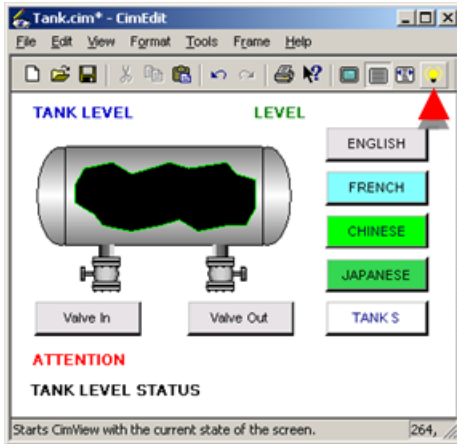 Tank.cim* - CimEdit
File Edit View Format Tools Frame Help
TANK LEVEL LEVEL
ENGLISH
FRENCH
CHINESE
JAPANESE
Valve In Valve Out TANK S
ATTENTION
TANK LEVEL STATUS
Starts CimView with the current state of the screen. 264,